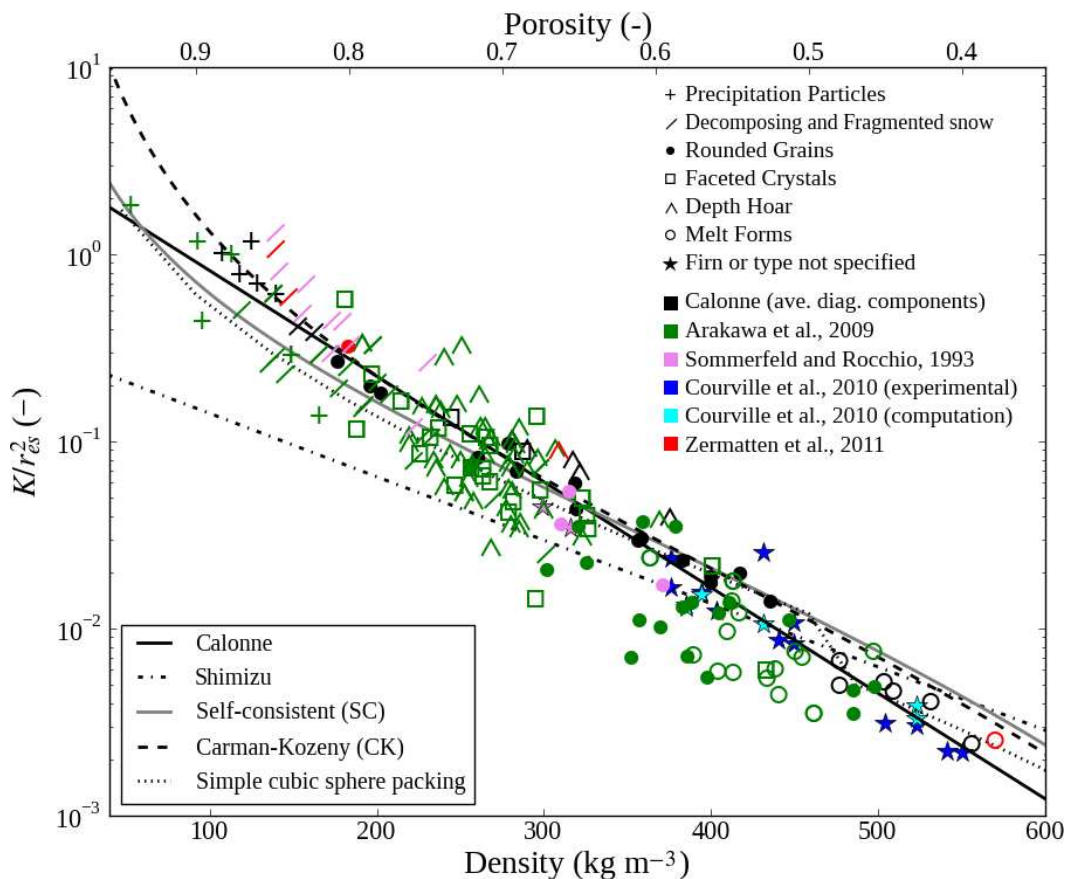 Porosity (-)
0.9 0.8 0.7 0.6 0.5 0.4
10¹
10⁰
10⁻¹
10⁻²
10⁻³
K/r²ₑₛ (−)
Precipitation Particles
Decomposing and Fragmented snow
Rounded Grains
Faceted Crystals
Depth Hoar
Melt Forms
Firn or type not specified
Calonne (ave. diag. components)
Arakawa et al., 2009
Sommerfeld and Rocchio, 1993
Courville et al., 2010 (experimental)
Courville et al., 2010 (computation)
Zermatten et al., 2011
Calonne
Shimizu
Self-consistent (SC)
Carman-Kozeny (CK)
Simple cubic sphere packing
100 200 300 400 500 600
Density (kg m⁻³)